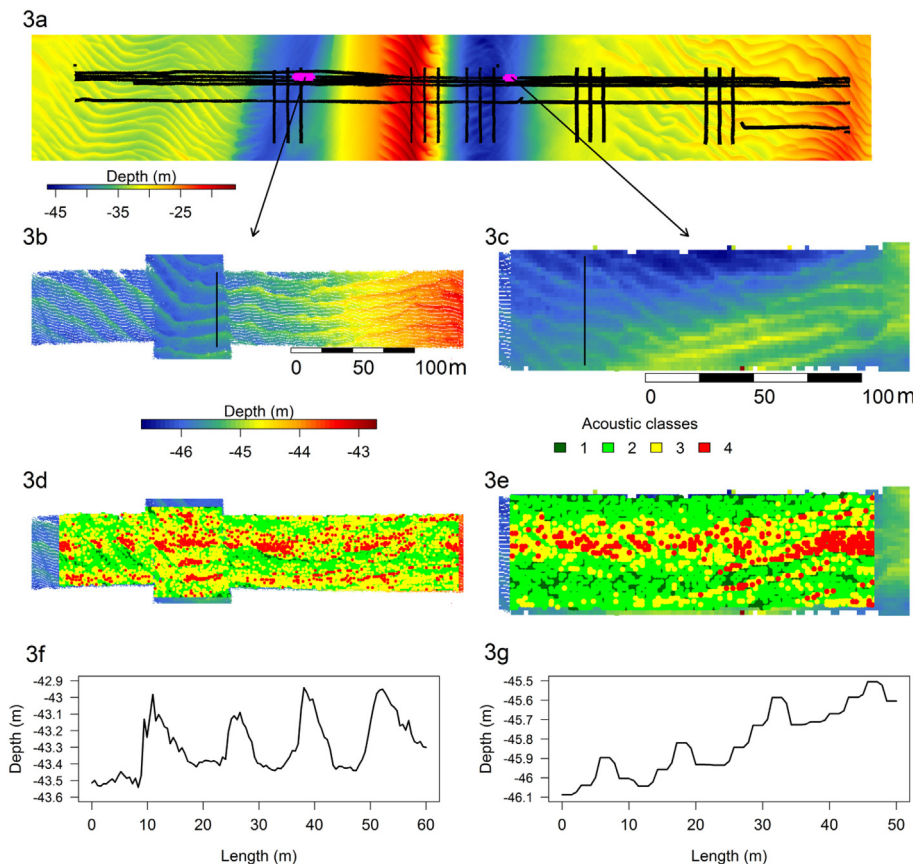 3a
Depth (m)
-45 -35 -25
3b
3c
0 50 100 m
0 50 100 m
Depth (m)
-46 -45 -44 -43
Acoustic classes
1 2 3 4
3d
3e
3f
3g
Depth (m)
-42.9
-43
-43.1
-43.2
-43.3
-43.4
-43.5
-43.6
0 10 20 30 40 50 60
Length (m)
Depth (m)
-45.5
-45.6
-45.7
-45.8
-45.9
-46
-46.1
0 10 20 30 40 50
Length (m)